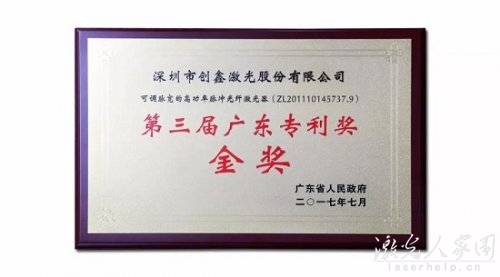 深圳市创鑫激光股份有限公司
可调脉宽的高功率脉冲光纤激光器(ZL201110145737.9)
第三届广东专利奖
金奖
广东省人民政府
二〇一七年七月
激光人家园
laserhelp.cn